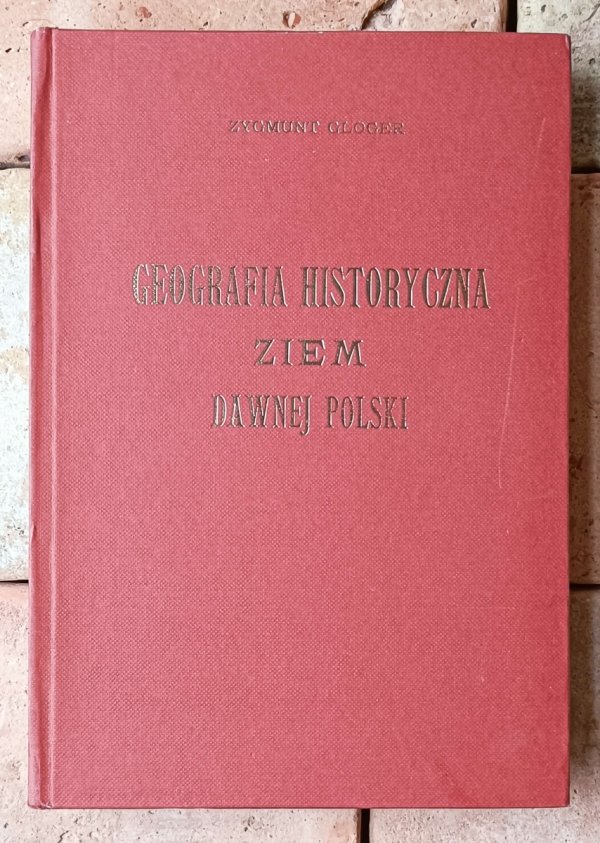 ZYGMUNT GLOGER
GEOGRAFIA HISTORYCZNA
ZIEM
DAWNEJ POLSKI